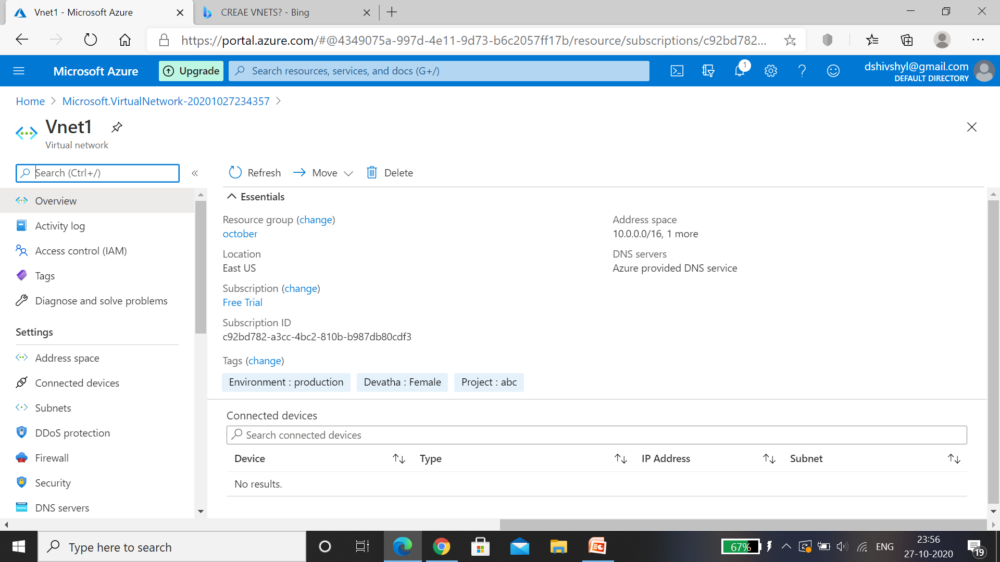 Vnet1 - Microsoft Azure
CREAE VNETS? - Bing
https://portal.azure.com/#@4349075a-997d-4e11-9d73-b6c2057ff17b/resource/subscriptions/c92bd782...
Microsoft Azure
Upgrade
Search resources, services, and docs (G+/)
1
dshivshyl@gmail.com
DEFAULT DIRECTORY
Home > Microsoft.VirtualNetwork-20201027234357 >
Vnet1
Virtual network
Search (Ctrl+/)
«
Refresh
Move
Delete
Overview
Activity log
Access control (IAM)
Tags
Diagnose and solve problems
Settings
Address space
Connected devices
Subnets
DDoS protection
Firewall
Security
DNS servers
Essentials
Resource group (change)
october
Location
East US
Subscription (change)
Free Trial
Subscription ID
c92bd782-a3cc-4bc2-810b-b987db80cdf3
Address space
10.0.0.0/16, 1 more
DNS servers
Azure provided DNS service
Tags (change)
Environment : production
Devatha : Female
Project : abc
Connected devices
Search connected devices
Device
Type
IP Address
Subnet
No results.
Type here to search
67%
ENG
23:56
27-10-2020
19